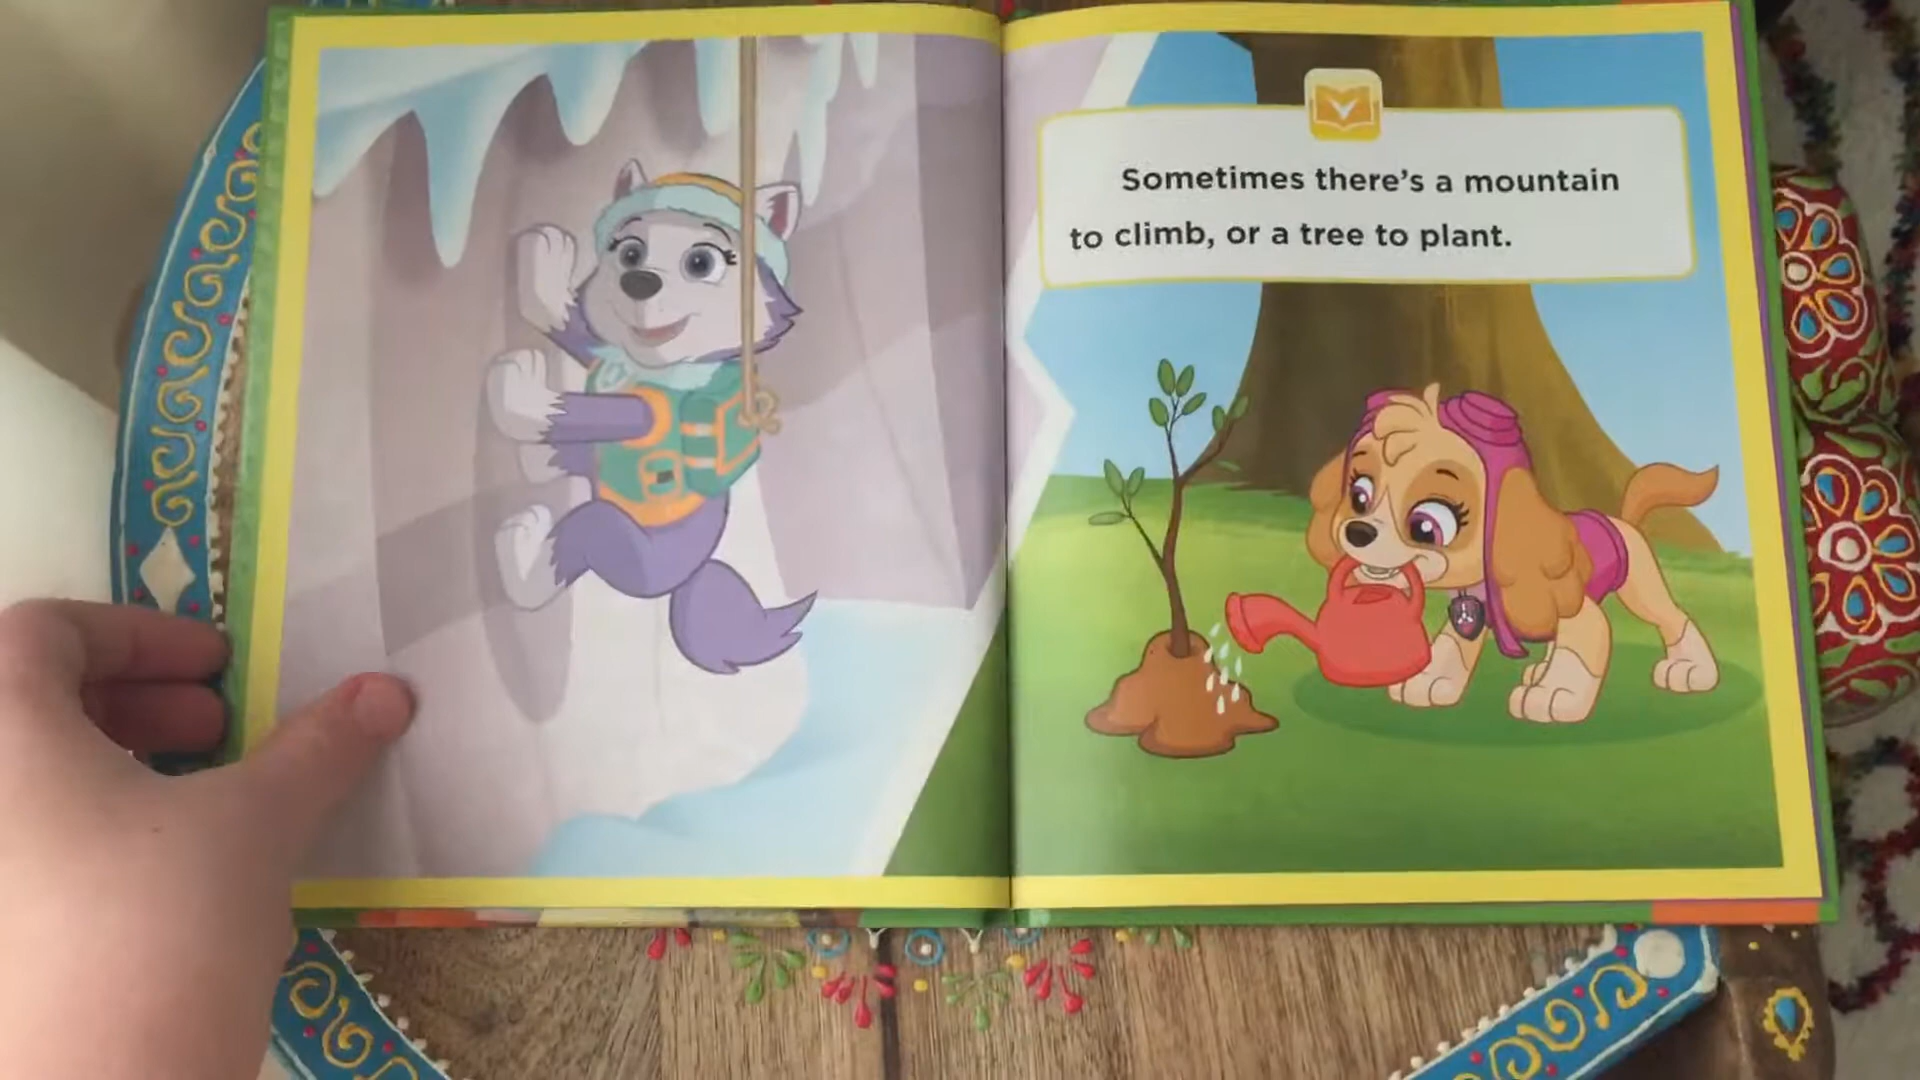 Sometimes there's a mountain
to climb, or a tree to plant.